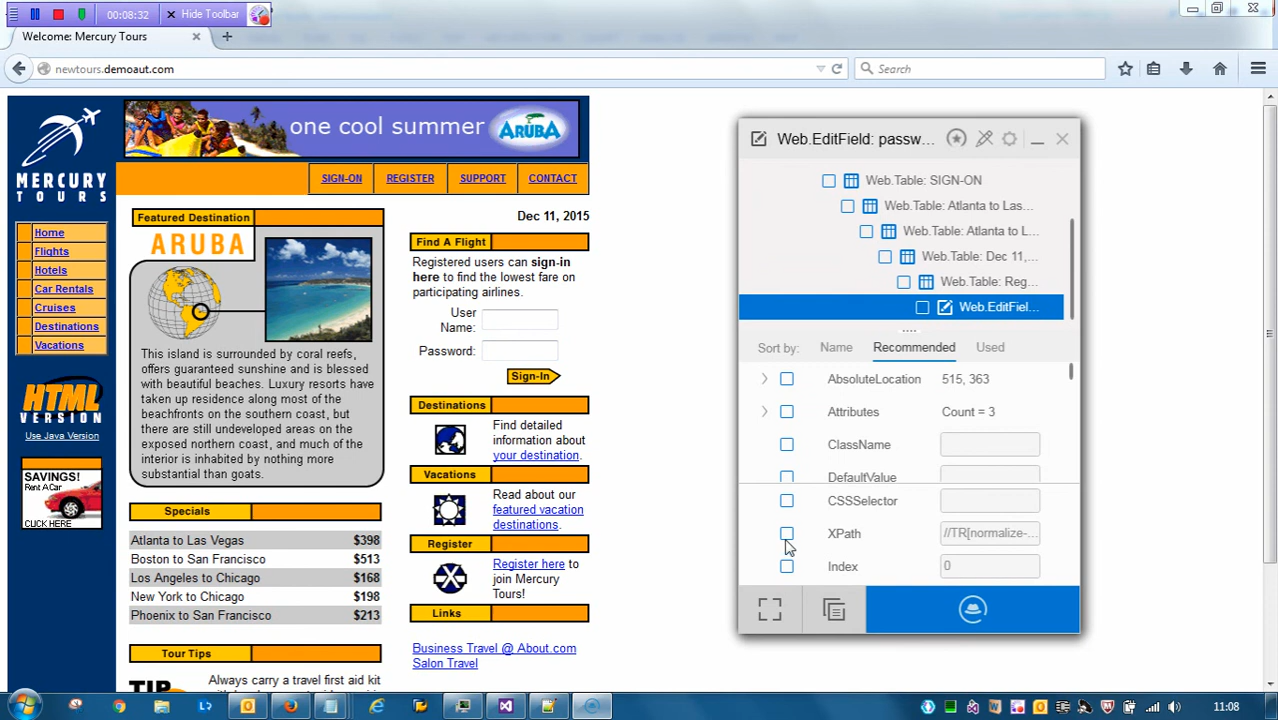 00:08:32
Hide Toolbar
Welcome: Mercury Tours
newtours.demoaut.com
Search
one cool summer
ARUBA
MERCURY
TOURS
SIGN-ON
REGISTER
SUPPORT
CONTACT
Home
Flights
Hotels
Car Rentals
Cruises
Destinations
Vacations
HTML
VERSION
Use Java Version
SAVINGS!
Rent A Car
CLICK HERE
Featured Destination
ARUBA
This island is surrounded by coral reefs,
offers guaranteed sunshine and is blessed
with beautiful beaches. Luxury resorts have
taken up residence along most of the
beachfronts on the southern coast, but
there are still undeveloped areas on the
exposed northern coast, and much of the
interior is inhabited by nothing more
substantial than goats.
Specials
Atlanta to Las Vegas $398
Boston to San Francisco $513
Los Angeles to Chicago $168
New York to Chicago $198
Phoenix to San Francisco $213
Tour Tips
TIP
Always carry a travel first aid kit
Dec 11, 2015
Find A Flight
Registered users can sign-in
here to find the lowest fare on
participating airlines.
User
Name:
Password:
Sign-In
Destinations
Find detailed
information about
your destination.
Vacations
Read about our
featured vacation
destinations.
Register
Register here to
join Mercury
Tours!
Links
Business Travel @ About.com
Salon Travel
Web.EditField: passw...
Web.Table: SIGN-ON
Web.Table: Atlanta to Las...
Web.Table: Atlanta to L...
Web.Table: Dec 11,...
Web.Table: Reg...
Web.EditFiel...
Sort by: Name Recommended Used
AbsoluteLocation 515, 363
Attributes Count = 3
ClassName
DefaultValue
CSSSelector
XPath //TR[normalize-...
Index 0
11:08